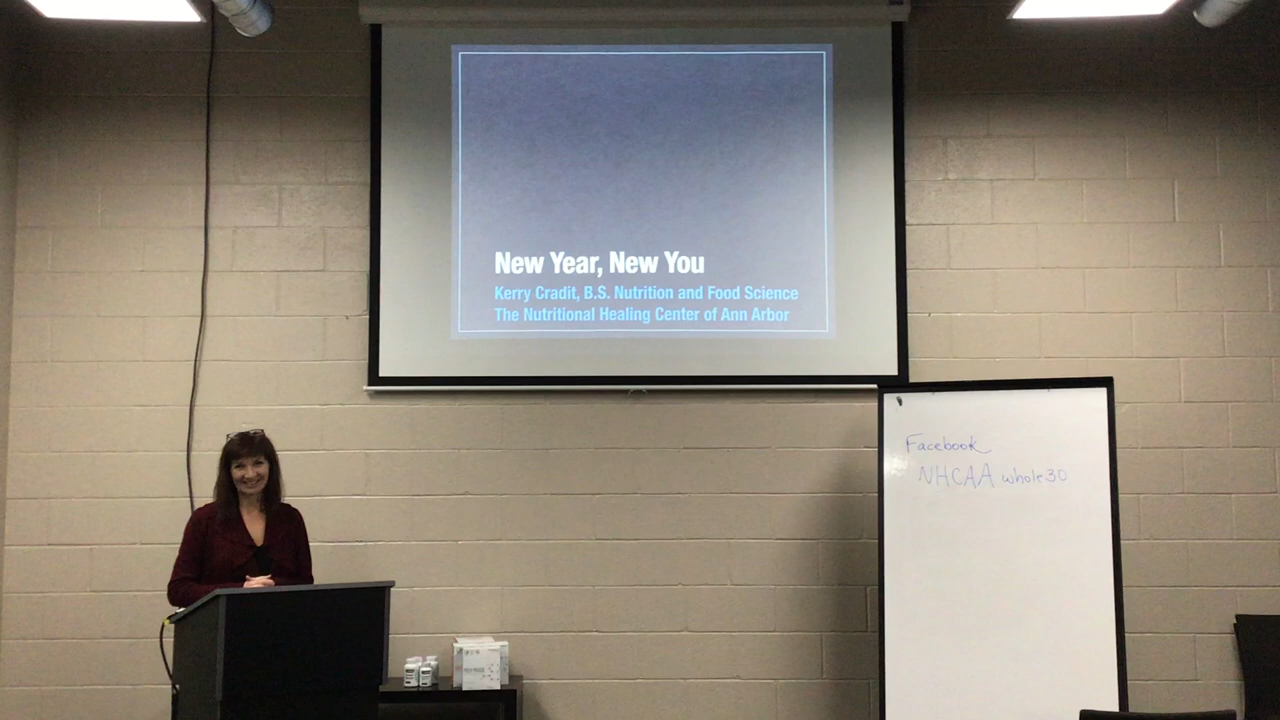 New Year, New You
Kerry Cradit, B.S. Nutrition and Food Science
The Nutritional Healing Center of Ann Arbor
Facebook
NHCAA whole30